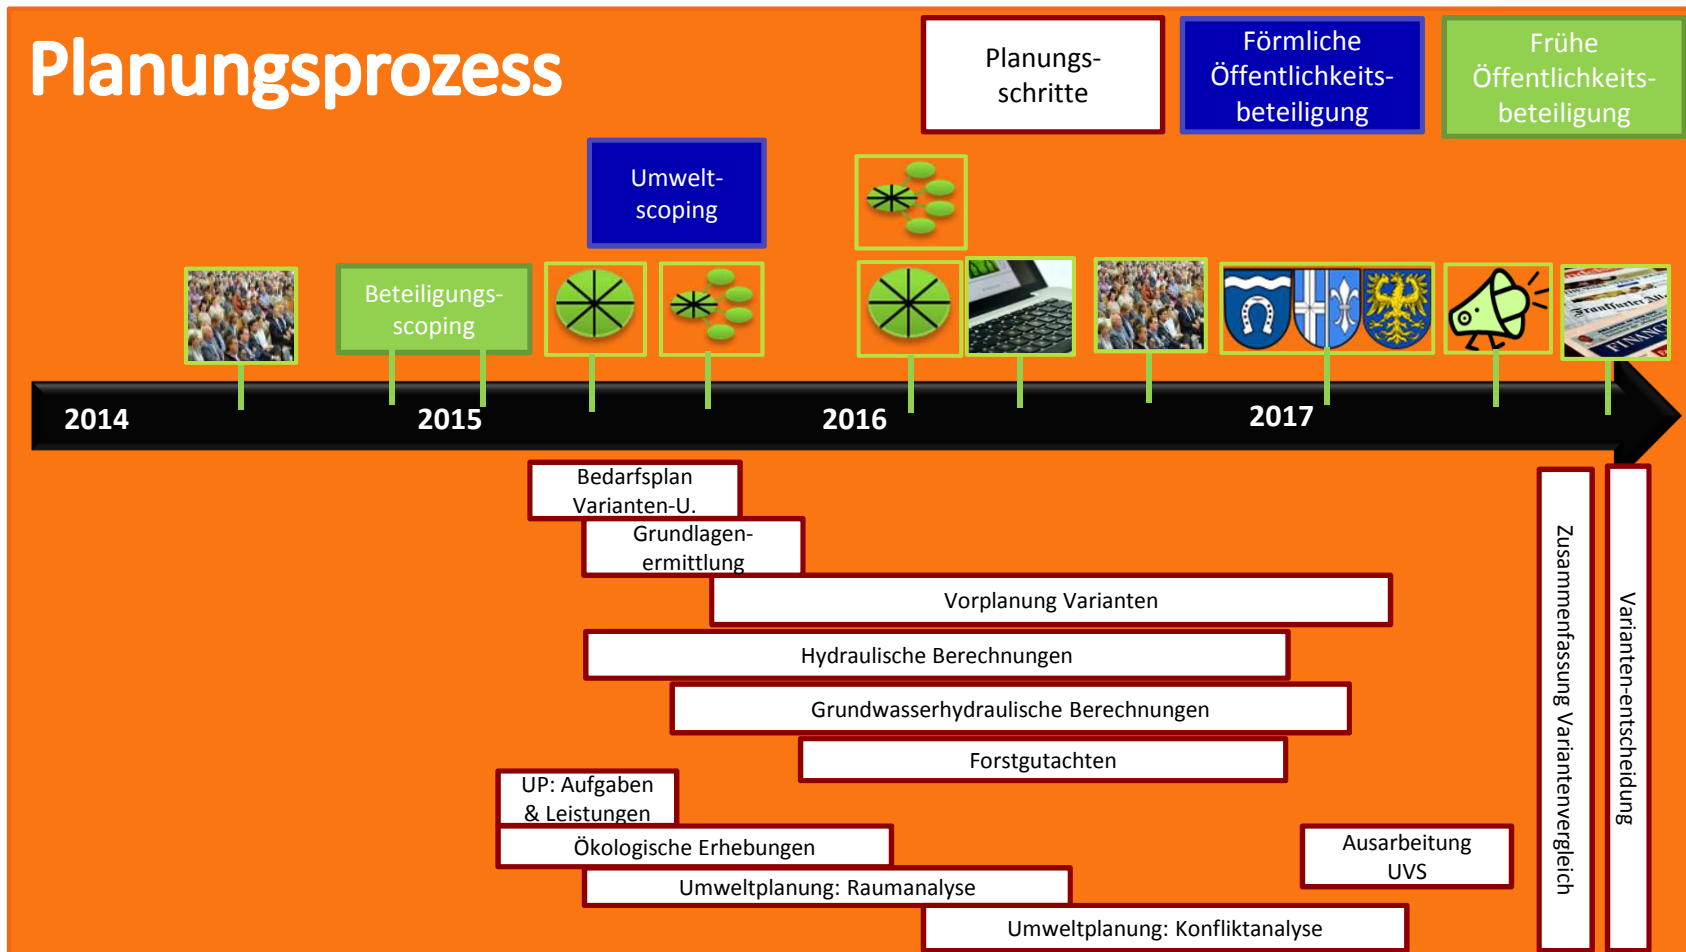 Planungsprozess
Planungs-
schritte
Förmliche
Öffentlichkeits-
beteiligung
Frühe
Öffentlichkeits-
beteiligung
Umwelt-
scoping
Beteiligungs-
scoping
2014
2015
2016
2017
Bedarfsplan
Varianten-U.
Grundlagen-
ermittlung
Vorplanung Varianten
Hydraulische Berechnungen
Grundwasserhydraulische Berechnungen
Forstgutachten
UP: Aufgaben
& Leistungen
Ökologische Erhebungen
Ausarbeitung
UVS
Umweltplanung: Raumanalyse
Umweltplanung: Konfliktanalyse
Zusammenfassung Variantenvergleich
Varianten-entscheidung